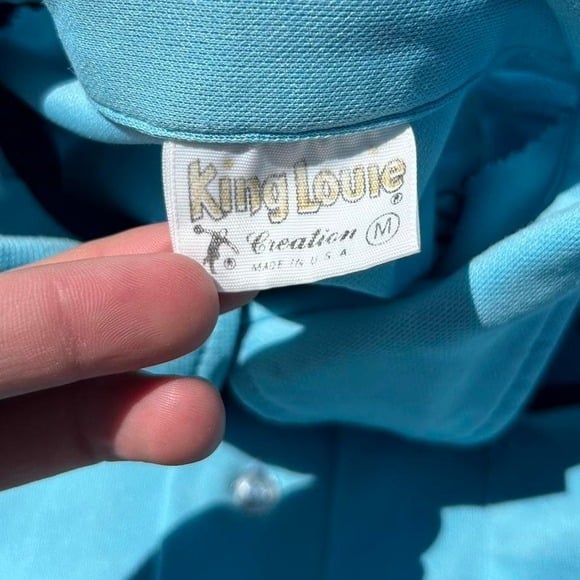 King Louie ®
Creation M
MADE IN U.S.A.